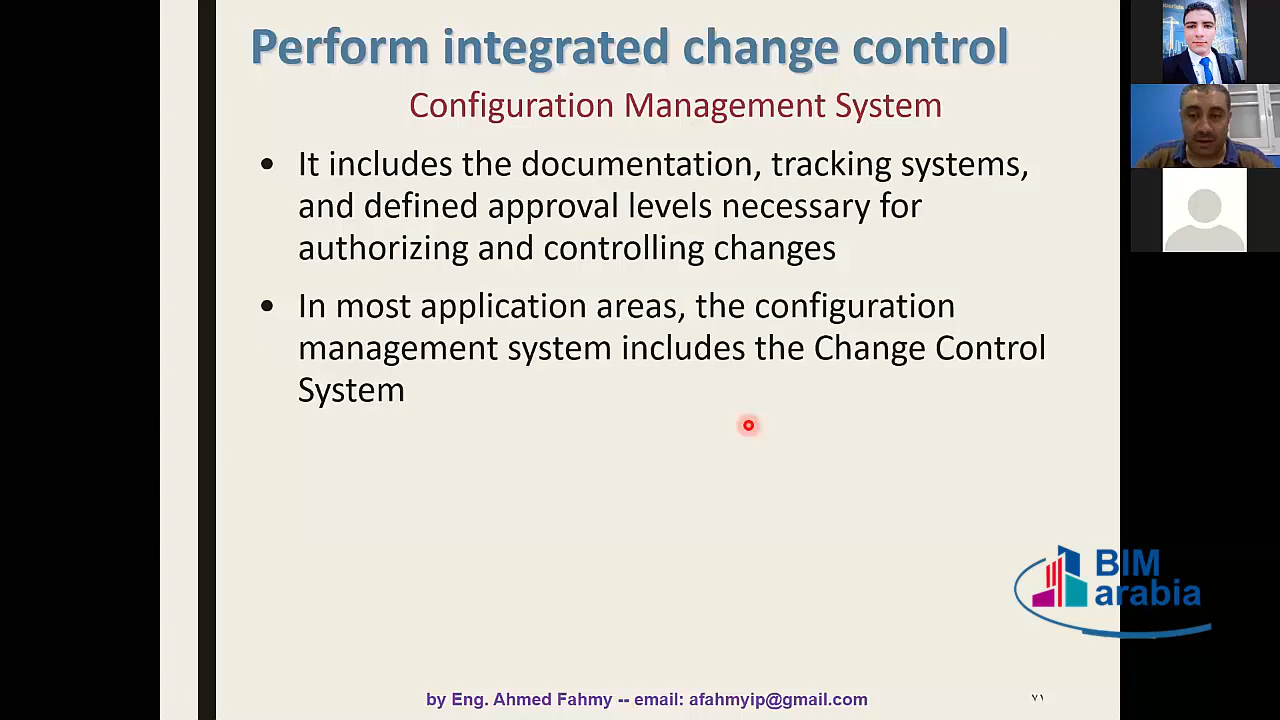 Perform integrated change control
Configuration Management System
• It includes the documentation, tracking systems,
and defined approval levels necessary for
authorizing and controlling changes
• In most application areas, the configuration
management system includes the Change Control
System
BIM
arabia
by Eng. Ahmed Fahmy -- email: afahmyip@gmail.com
٧١